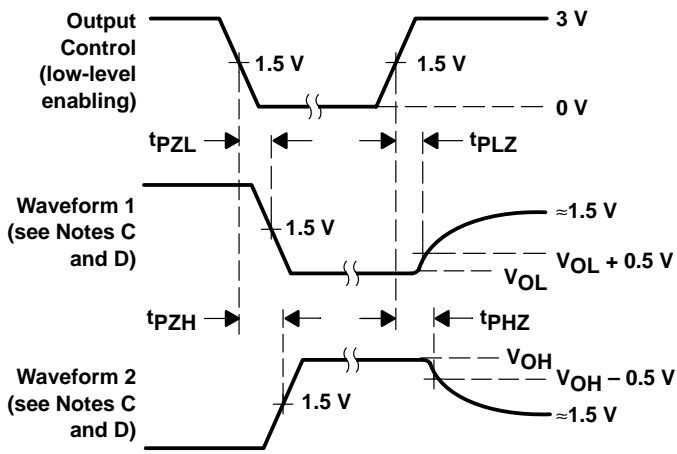 Output
Control
(low-level
enabling)
3 V
1.5 V
1.5 V
0 V
tPZL
tPLZ
Waveform 1
(see Notes C
and D)
1.5 V
≈1.5 V
VOL + 0.5 V
VOL
tPZH
tPHZ
Waveform 2
(see Notes C
and D)
1.5 V
VOH
VOH – 0.5 V
≈1.5 V